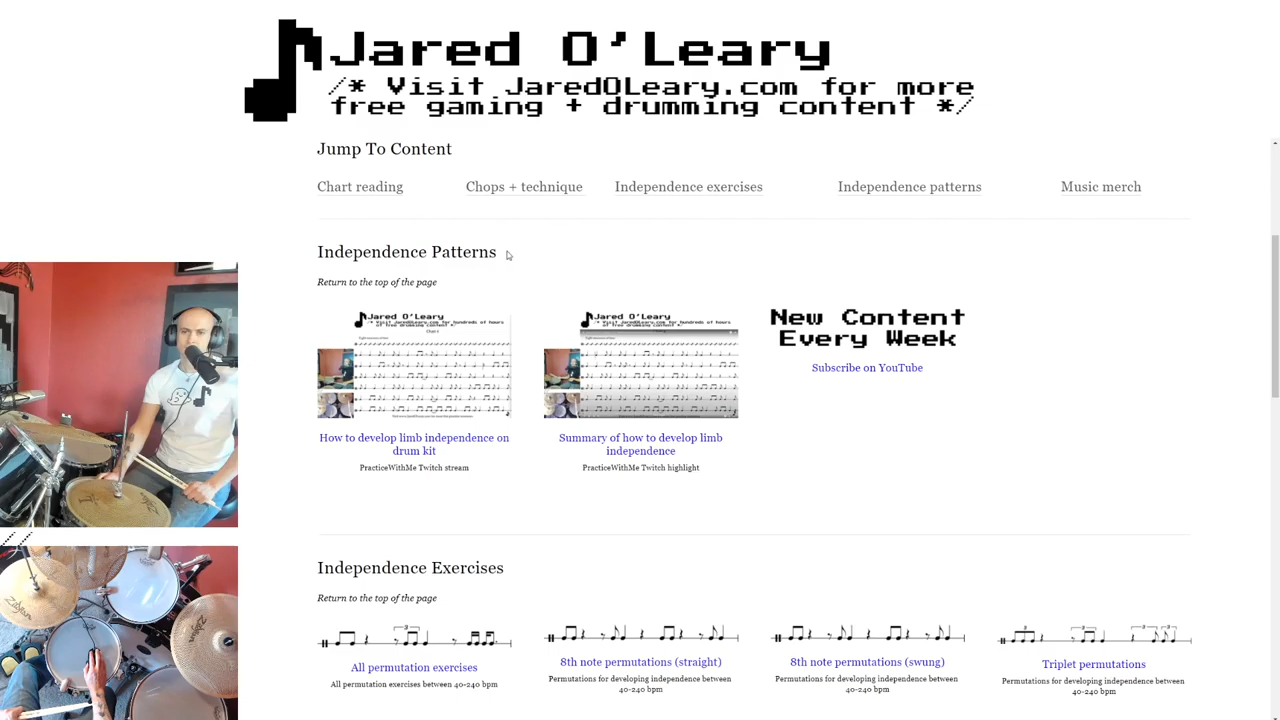 Jared O'Leary
/* Visit JaredOLeary.com for more
free gaming + drumming content */
Jump To Content
Chart reading
Chops + technique
Independence exercises
Independence patterns
Music merch
Independence Patterns
Return to the top of the page
Jared O'Leary
Jared O'Leary
New Content
Every Week
Subscribe on YouTube
How to develop limb independence on
drum kit
PracticeWithMe Twitch stream
Summary of how to develop limb
independence
PracticeWithMe Twitch highlight
Independence Exercises
Return to the top of the page
All permutation exercises
All permutation exercises between 40-240 bpm
8th note permutations (straight)
Permutations for developing independence between
40-240 bpm
8th note permutations (swung)
Permutations for developing independence between
40-240 bpm
Triplet permutations
Permutations for developing independence between
40-240 bpm